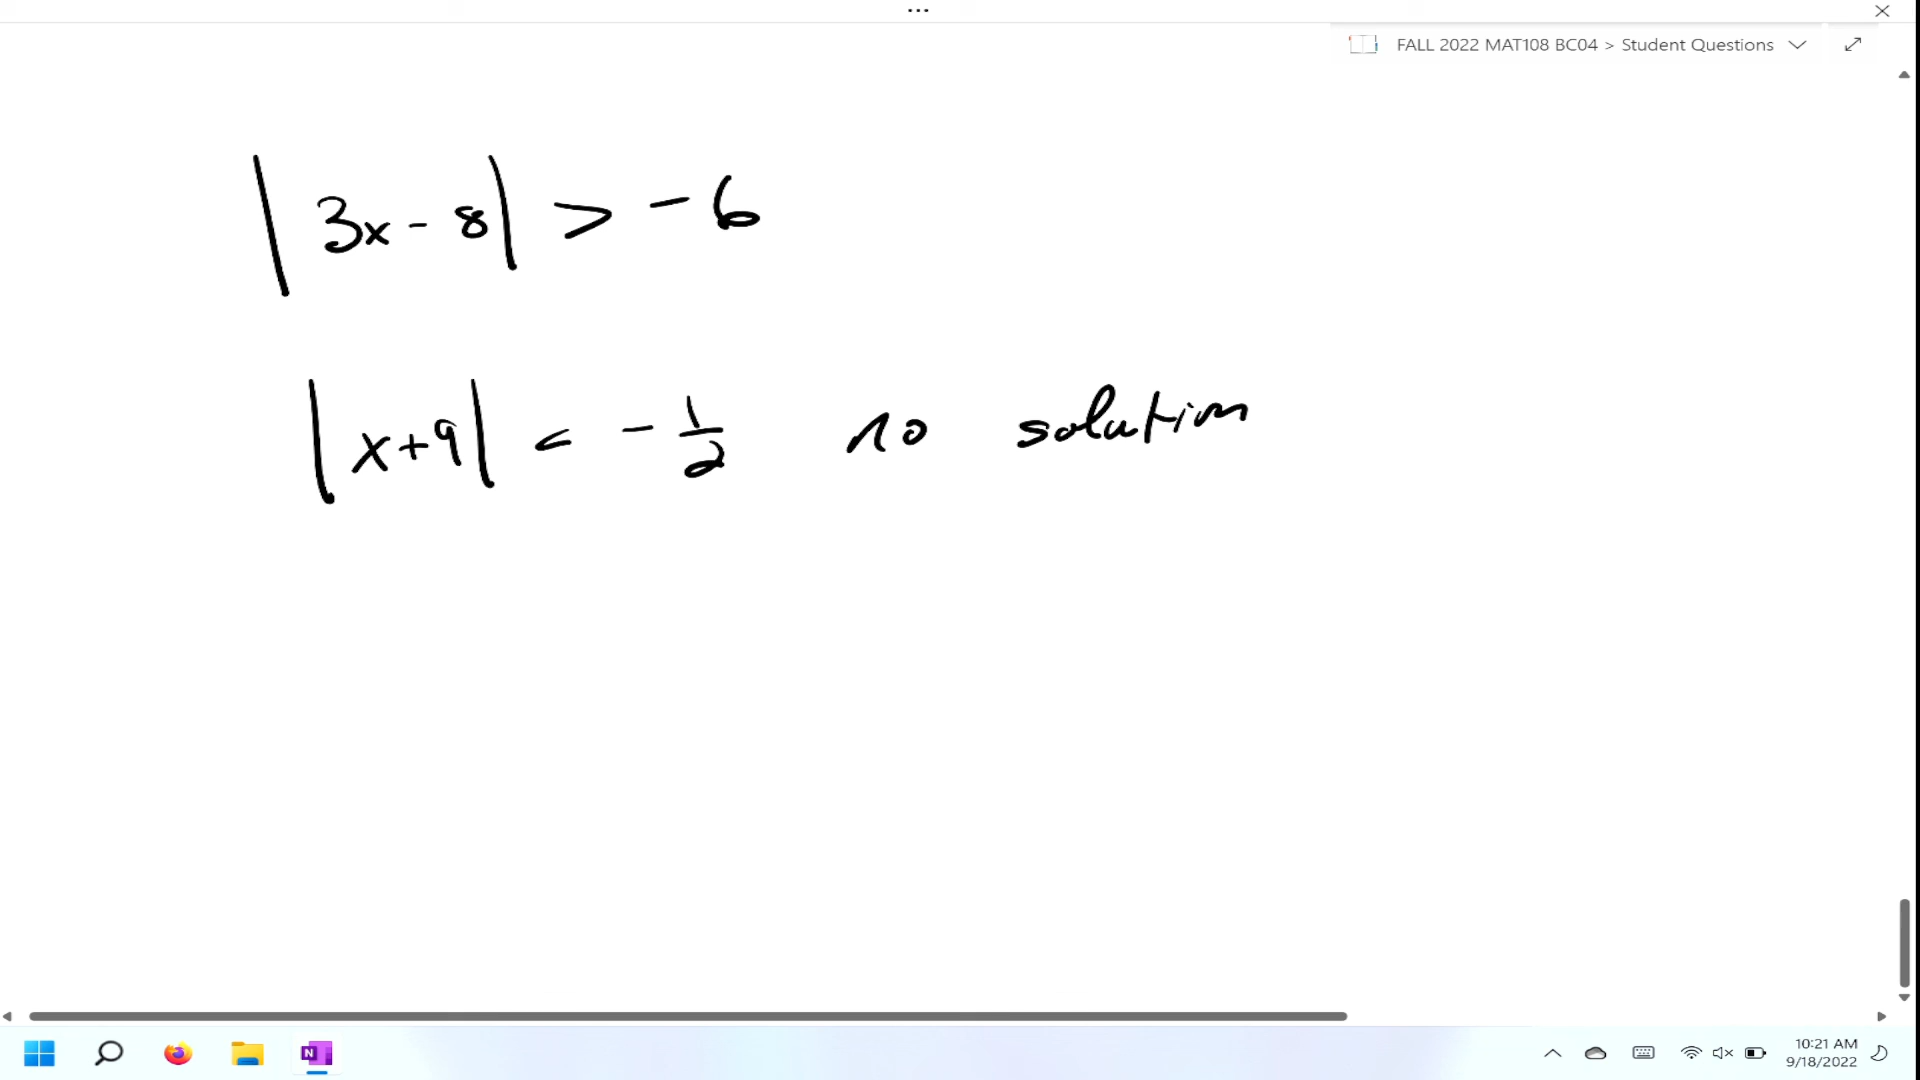 FALL 2022 MAT108 BC04 > Student Questions
|3x - 8| > -6
|x+9| < -1/2 no solution
10:21 AM
9/18/2022